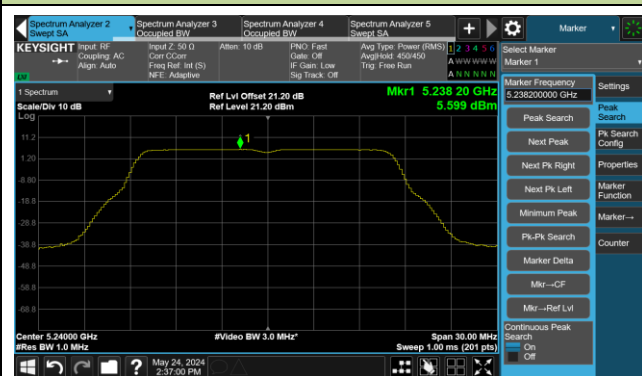 Spectrum Analyzer 2
Swept SA
Spectrum Analyzer 3
Occupied BW
Spectrum Analyzer 4
Occupied BW
Spectrum Analyzer 5
Swept SA
+
Marker
KEYSIGHT
Input: RF
Coupling: AC
Align: Auto
Input Z: 50 Ω
Corr CCorr
Freq Ref: Int (S)
NFE: Adaptive
Atten: 10 dB
PNO: Fast
Gate: Off
IF Gain: Low
Sig Track: Off
Avg Type: Power (RMS)
Avg|Hold: 450/450
Trig: Free Run
1 2 3 4 5 6
A W W W W W
A N N N N N
Select Marker
Marker 1
1 Spectrum
Scale/Div 10 dB
Log
Ref Lvl Offset 21.20 dB
Ref Level 21.20 dBm
Mkr1 5.238 20 GHz
5.599 dBm
11.2
1.20
-8.80
-18.8
-28.8
-38.8
-48.8
-58.8
-68.8
1
Center 5.24000 GHz
#Res BW 1.0 MHz
#Video BW 3.0 MHz*
Span 30.00 MHz
Sweep 1.00 ms (201 pts)
Marker Frequency
5.238200000 GHz
Peak Search
Next Peak
Next Pk Right
Next Pk Left
Minimum Peak
Pk-Pk Search
Marker Delta
Mkr→CF
Mkr→Ref Lvl
Continuous Peak
Search
On
Off
Settings
Peak
Search
Pk Search
Config
Properties
Marker
Function
Marker→
Counter
?
May 24, 2024
2:37:00 PM